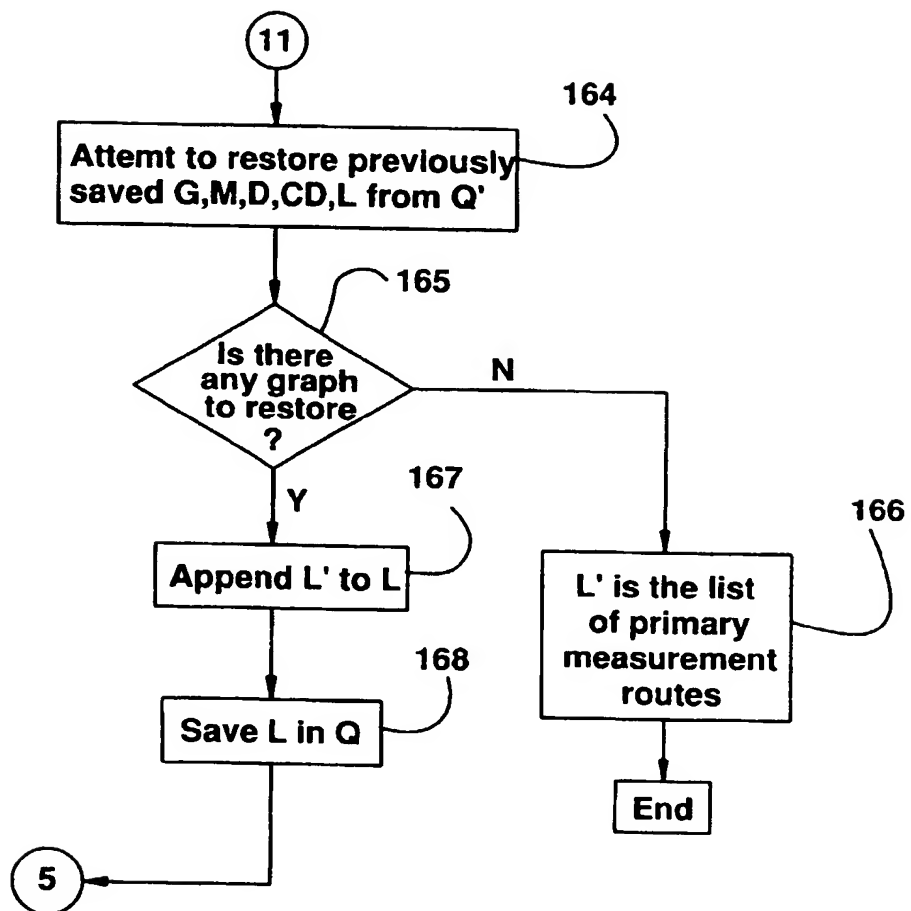 11
164
Attemt to restore previously
saved G,M,D,CD,L from Q'
165
Is there
any graph
to restore
?
N
Y
167
166
Append L' to L
L' is the list
of primary
measurement
routes
168
Save L in Q
End
5